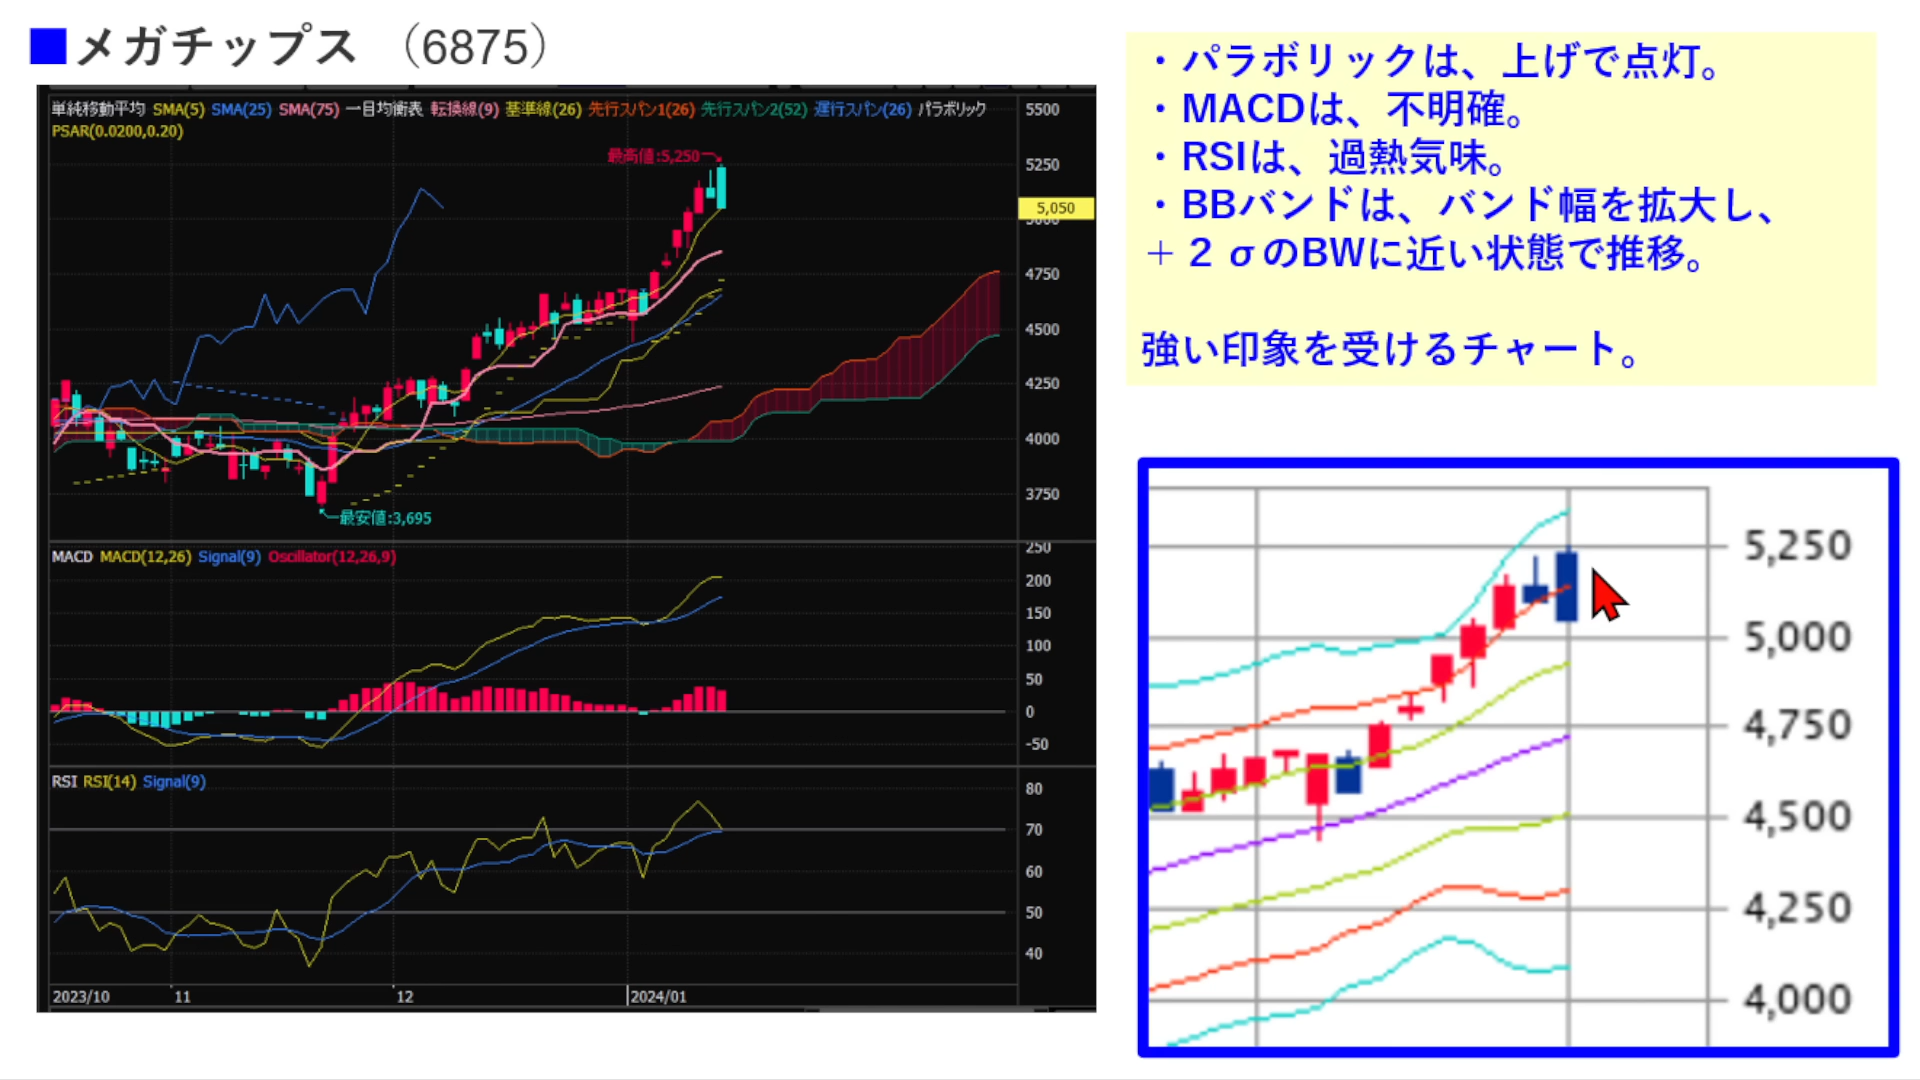 ■メガチップス （6875）
・パラボリックは、上げで点灯。
・MACDは、不明確。
・RSIは、過熱気味。
・BBバンドは、バンド幅を拡大し、
＋２σのBWに近い状態で推移。
強い印象を受けるチャート。
単純移動平均 SMA(5) SMA(25) SMA(75) 一目均衡表 転換線(9) 基準線(26) 先行スパン1(26) 先行スパン2(52) 遅行スパン(26) パラボリック
PSAR(0.0200,0.20)
最高値:5,250
最安値:3,695
5500
5250
5,050
5000
4750
4500
4250
4000
3750
MACD MACD(12,26) Signal(9) Oscillator(12,26,9)
250
200
150
100
50
0
-50
RSI RSI(14) Signal(9)
80
70
60
50
40
2023/10 11 12 2024/01
5,250
5,000
4,750
4,500
4,250
4,000